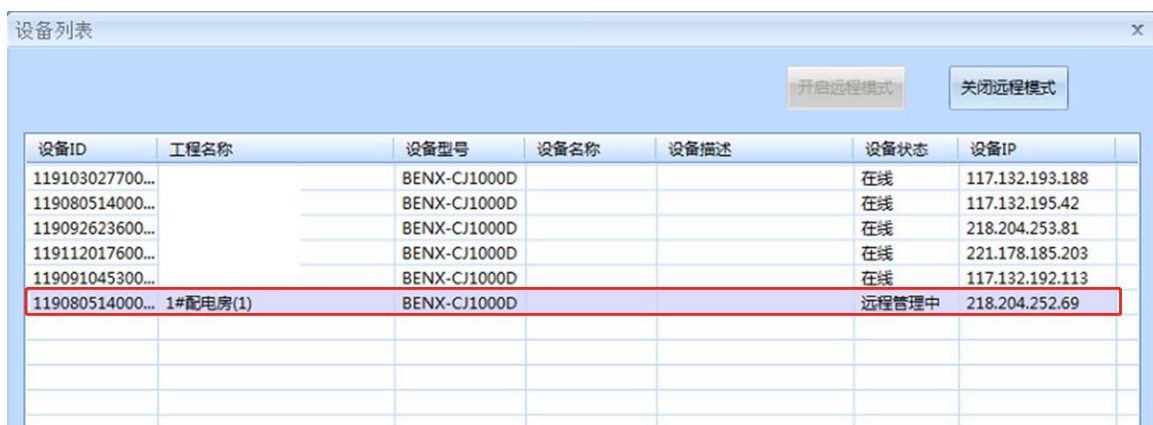 设备列表 x
开启远程模式 关闭远程模式
设备ID 工程名称 设备型号 设备名称 设备描述 设备状态 设备IP
119103027700... BENX-CJ1000D 在线 117.132.193.188
119080514000... BENX-CJ1000D 在线 117.132.195.42
119092623600... BENX-CJ1000D 在线 218.204.253.81
119112017600... BENX-CJ1000D 在线 221.178.185.203
119091045300... BENX-CJ1000D 在线 117.132.192.113
119080514000... 1#配电房(1) BENX-CJ1000D 远程管理中 218.204.252.69